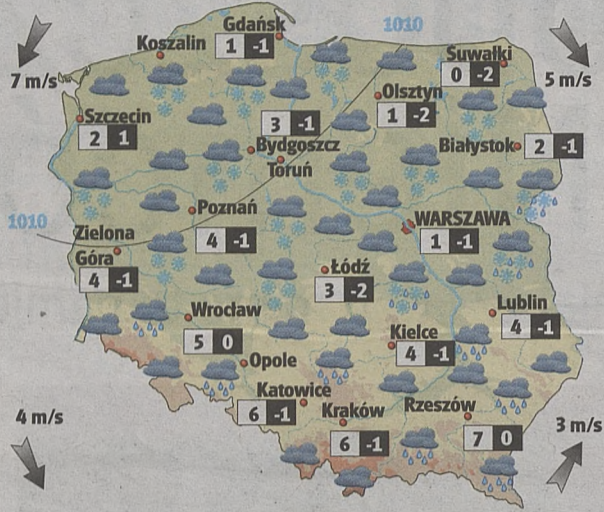 Gdańsk
1010
Koszalin
1 -1
Suwałki
7 m/s
0 -2
5 m/s
Olsztyn
Szczecin
1 -2
2 1
3 -1
Bydgoszcz
Białystok
2 -1
Toruń
Poznań
1010
WARSZAWA
Zielona
Góra
4 -1
1 -1
4 -1
Łódź
3 -2
Wrocław
Lublin
5 0
Kielce
4 -1
4 -1
Opole
Katowice
6 -1
Kraków
Rzeszów
4 m/s
6 -1
7 0
3 m/s